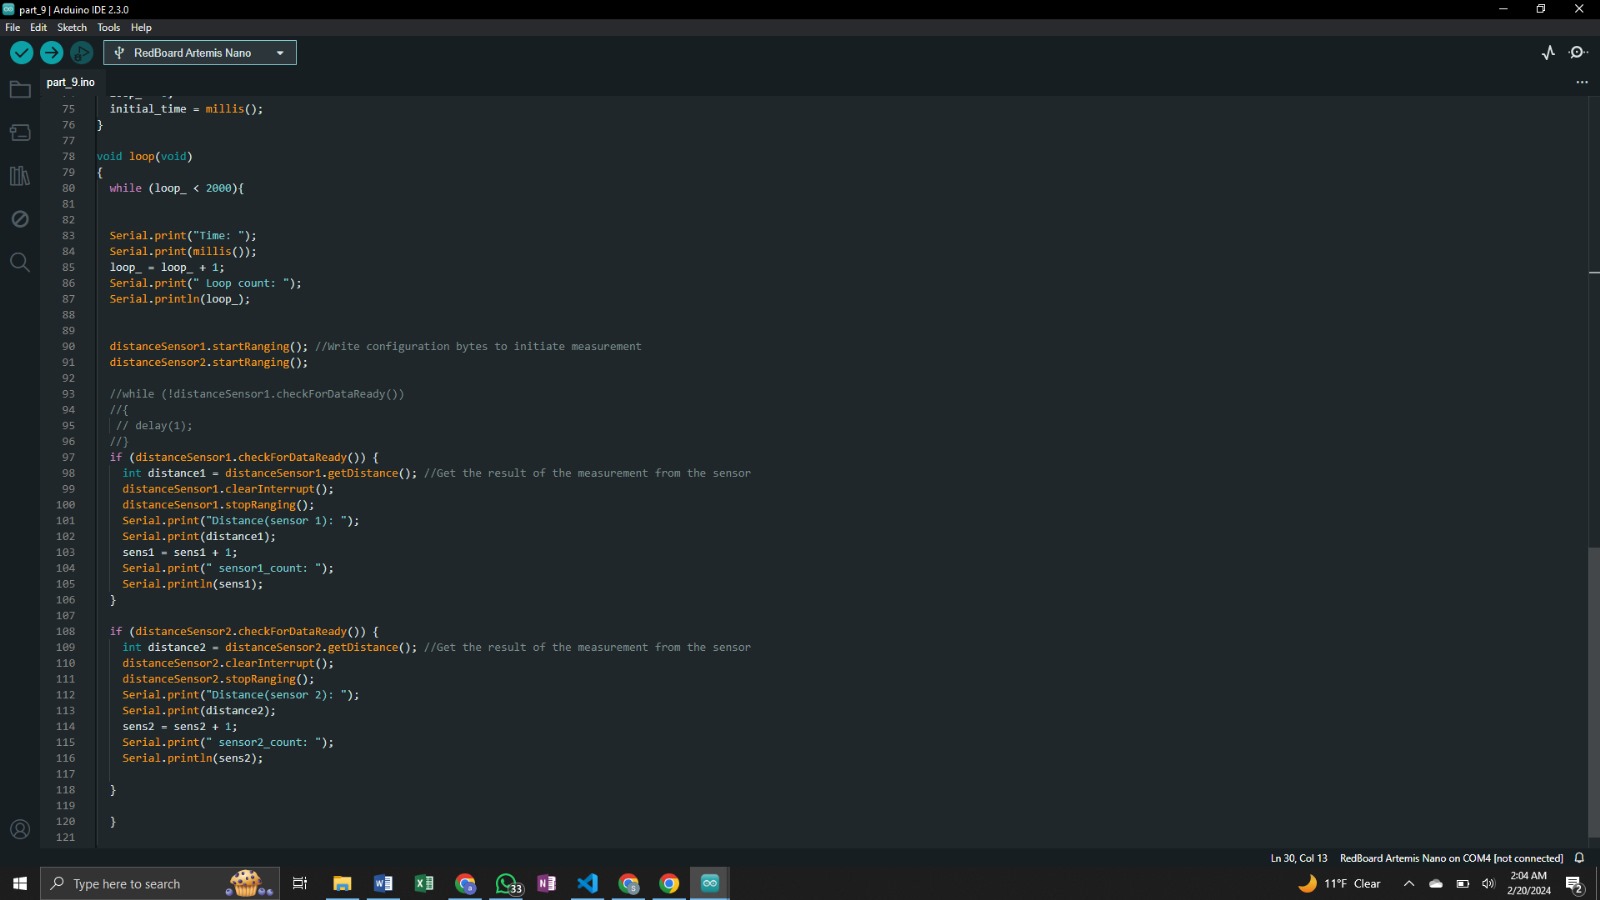 part_9 | Arduino IDE 2.3.0
File Edit Sketch Tools Help
RedBoard Artemis Nano
part_9.ino
75 initial_time = millis();
76 }
77
78 void loop(void)
79 {
80 while (loop_ < 2000){
81
82
83 Serial.print("Time: ");
84 Serial.print(millis());
85 loop_ = loop_ + 1;
86 Serial.print(" Loop count: ");
87 Serial.println(loop_);
88
89
90 distanceSensor1.startRanging(); //Write configuration bytes to initiate measurement
91 distanceSensor2.startRanging();
92
93 //while (!distanceSensor1.checkForDataReady())
94 //{
95 // delay(1);
96 //}
97 if (distanceSensor1.checkForDataReady()) {
98 int distance1 = distanceSensor1.getDistance(); //Get the result of the measurement from the sensor
99 distanceSensor1.clearInterrupt();
100 distanceSensor1.stopRanging();
101 Serial.print("Distance(sensor 1): ");
102 Serial.print(distance1);
103 sens1 = sens1 + 1;
104 Serial.print(" sensor1_count: ");
105 Serial.println(sens1);
106 }
107
108 if (distanceSensor2.checkForDataReady()) {
109 int distance2 = distanceSensor2.getDistance(); //Get the result of the measurement from the sensor
110 distanceSensor2.clearInterrupt();
111 distanceSensor2.stopRanging();
112 Serial.print("Distance(sensor 2): ");
113 Serial.print(distance2);
114 sens2 = sens2 + 1;
115 Serial.print(" sensor2_count: ");
116 Serial.println(sens2);
117
118 }
119
120 }
121
Ln 30, Col 13 RedBoard Artemis Nano on COM4 [not connected]
Type here to search
33
11°F Clear
2:04 AM
2/20/2024
2